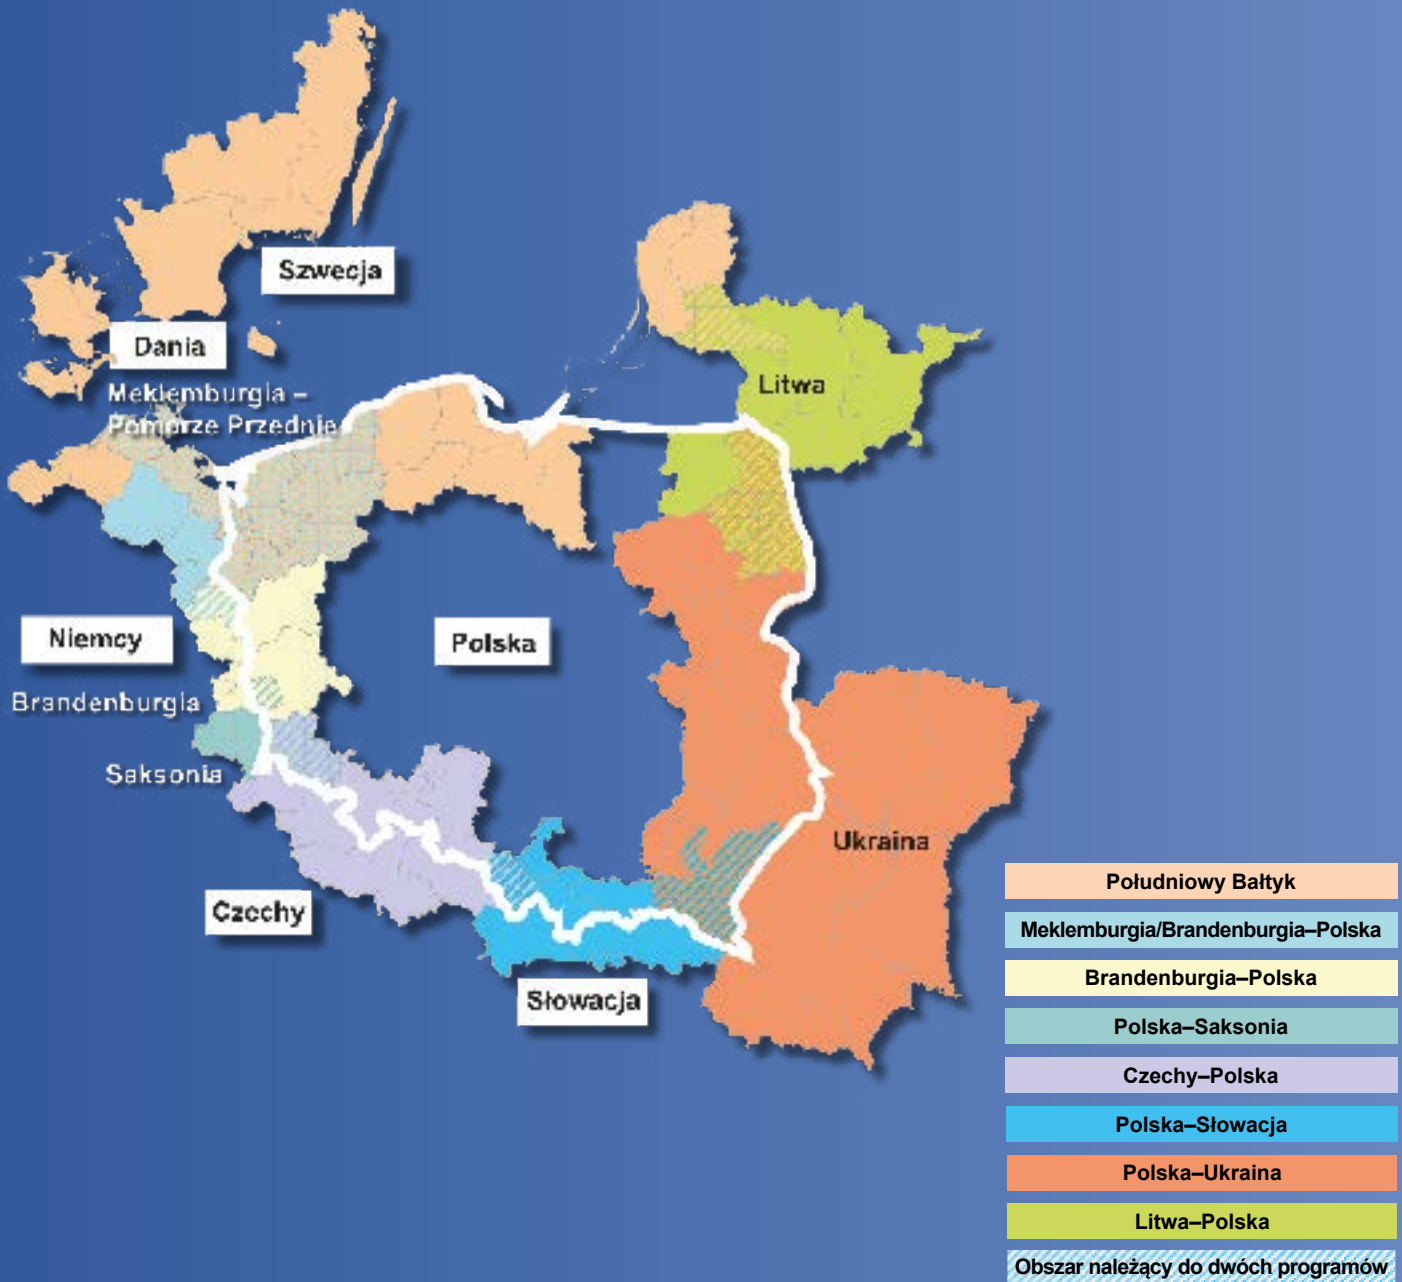 Szwecja
Dania
Meklemburgia –
Pomorze Przednie
Litwa
Niemcy
Polska
Brandenburgia
Saksonia
Ukraina
Czechy
Słowacja
Południowy Bałtyk
Meklemburgia/Brandenburgia–Polska
Brandenburgia–Polska
Polska–Saksonia
Czechy–Polska
Polska–Słowacja
Polska–Ukraina
Litwa–Polska
Obszar należący do dwóch programów